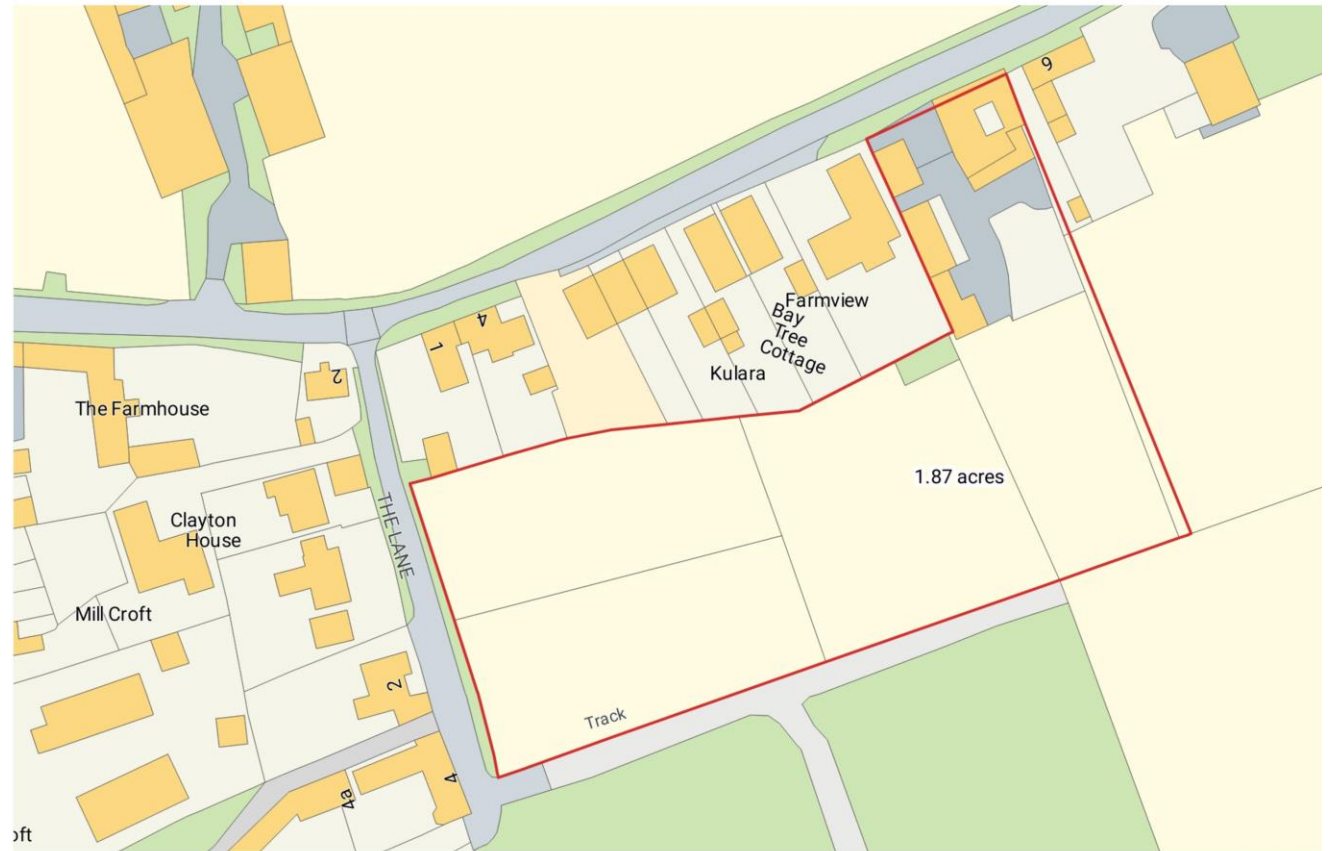 6
4
1
2
Farmview
Bay
Tree
Cottage
Kulara
The Farmhouse
1.87 acres
THE LANE
Clayton
House
Mill Croft
2
Track
4
4a
oft